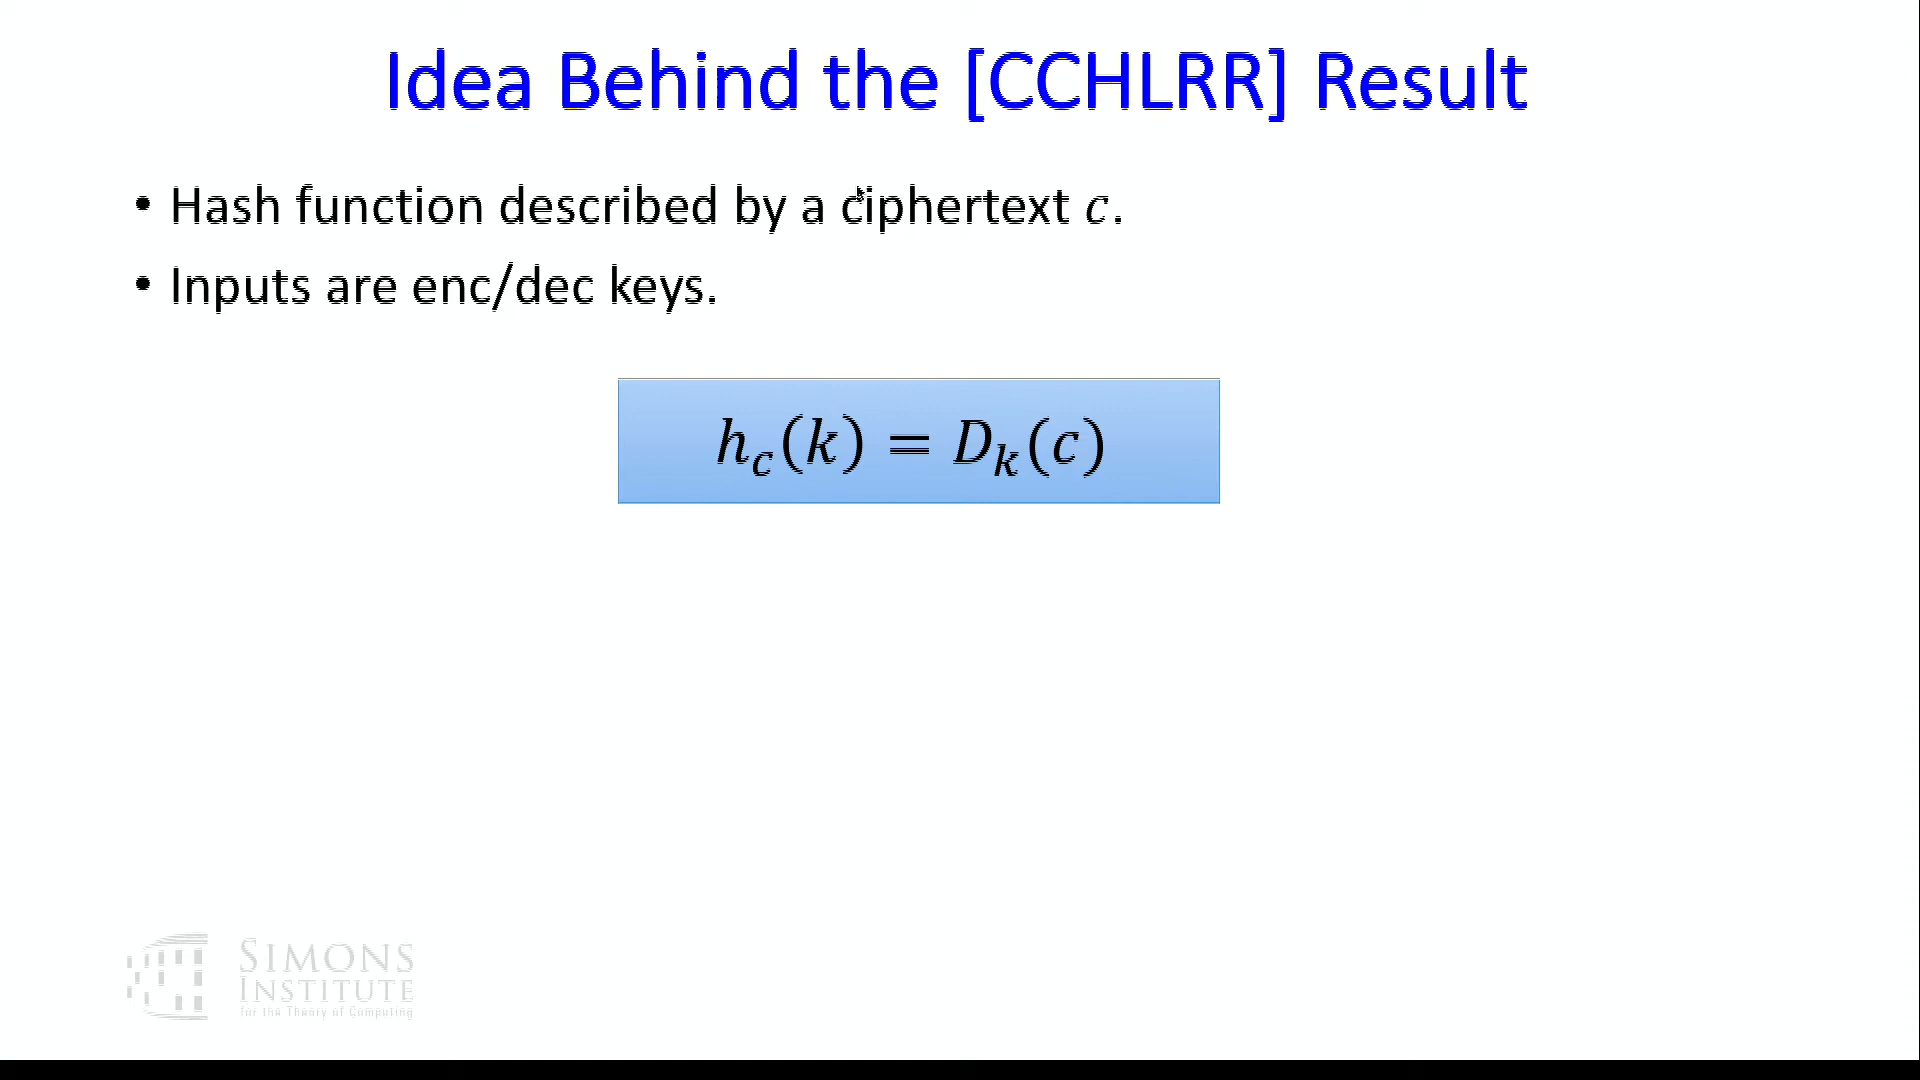 Idea Behind the [CCHLRR] Result
• Hash function described by a ciphertext c.
• Inputs are enc/dec keys.
h_c(k) = D_k(c)
SIMONS
INSTITUTE
for the Theory of Computing